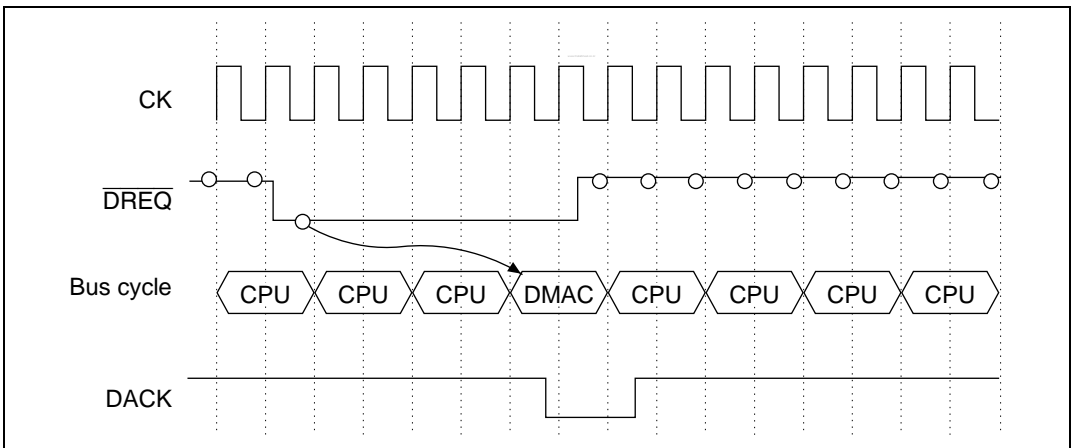 CK
DREQ
Bus cycle CPU CPU CPU DMAC CPU CPU CPU CPU
DACK